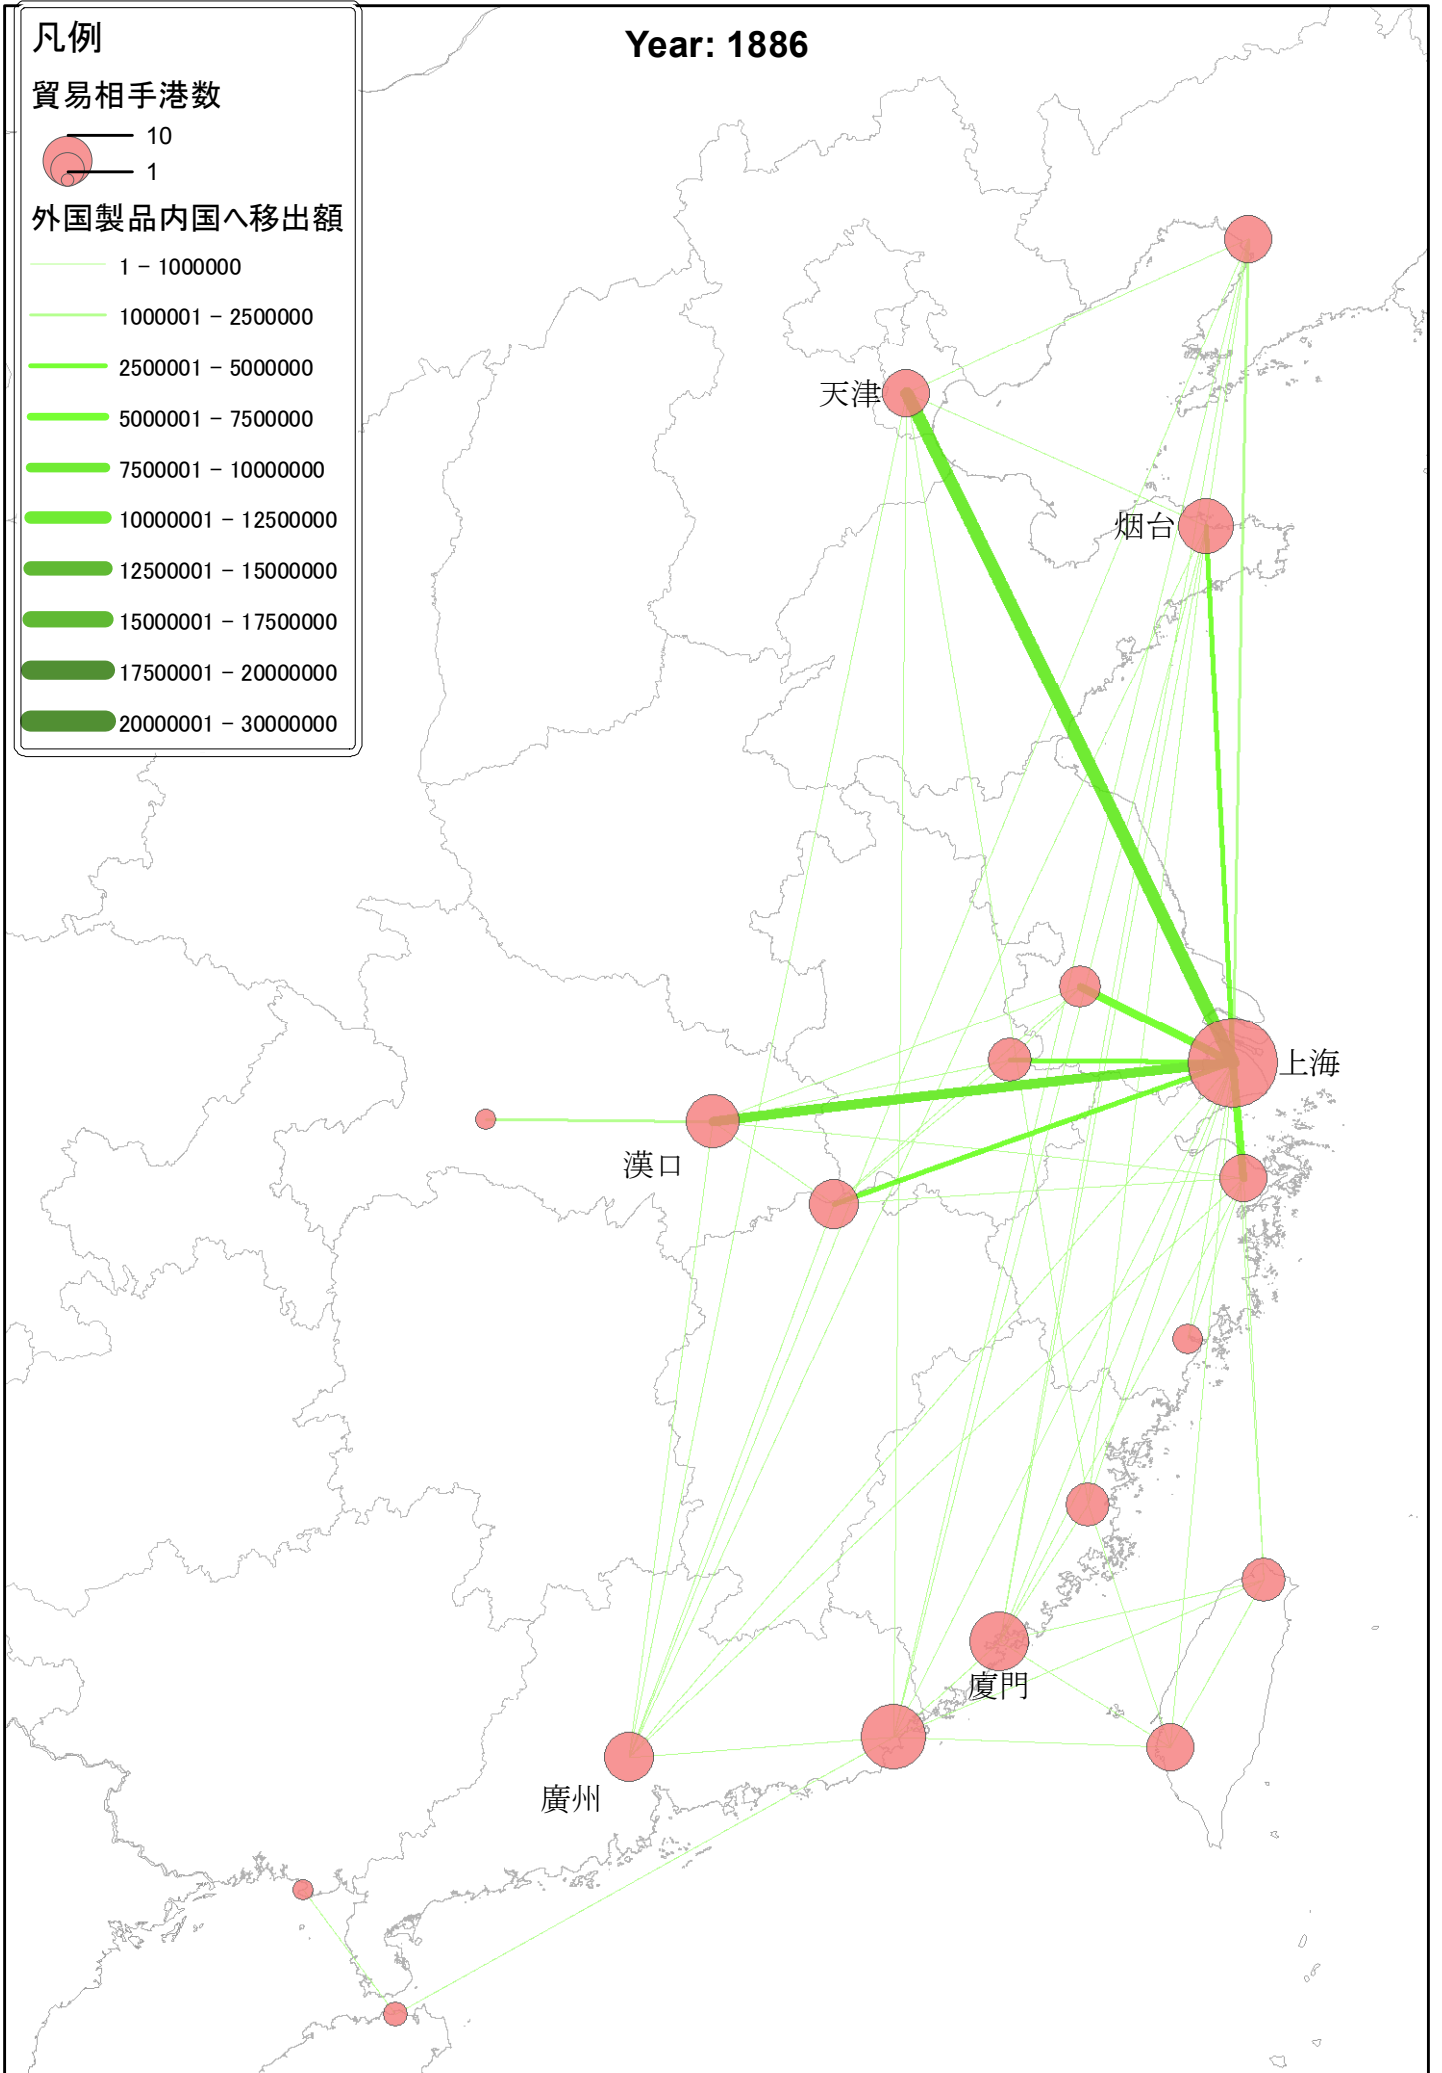 Year: 1886
凡例
貿易相手港数
10
1
外国製品内国へ移出額
1 - 1000000
1000001 - 2500000
2500001 - 5000000
5000001 - 7500000
7500001 - 10000000
10000001 - 12500000
12500001 - 15000000
15000001 - 17500000
17500001 - 20000000
20000001 - 30000000
天津
烟台
上海
漢口
廈門
廣州